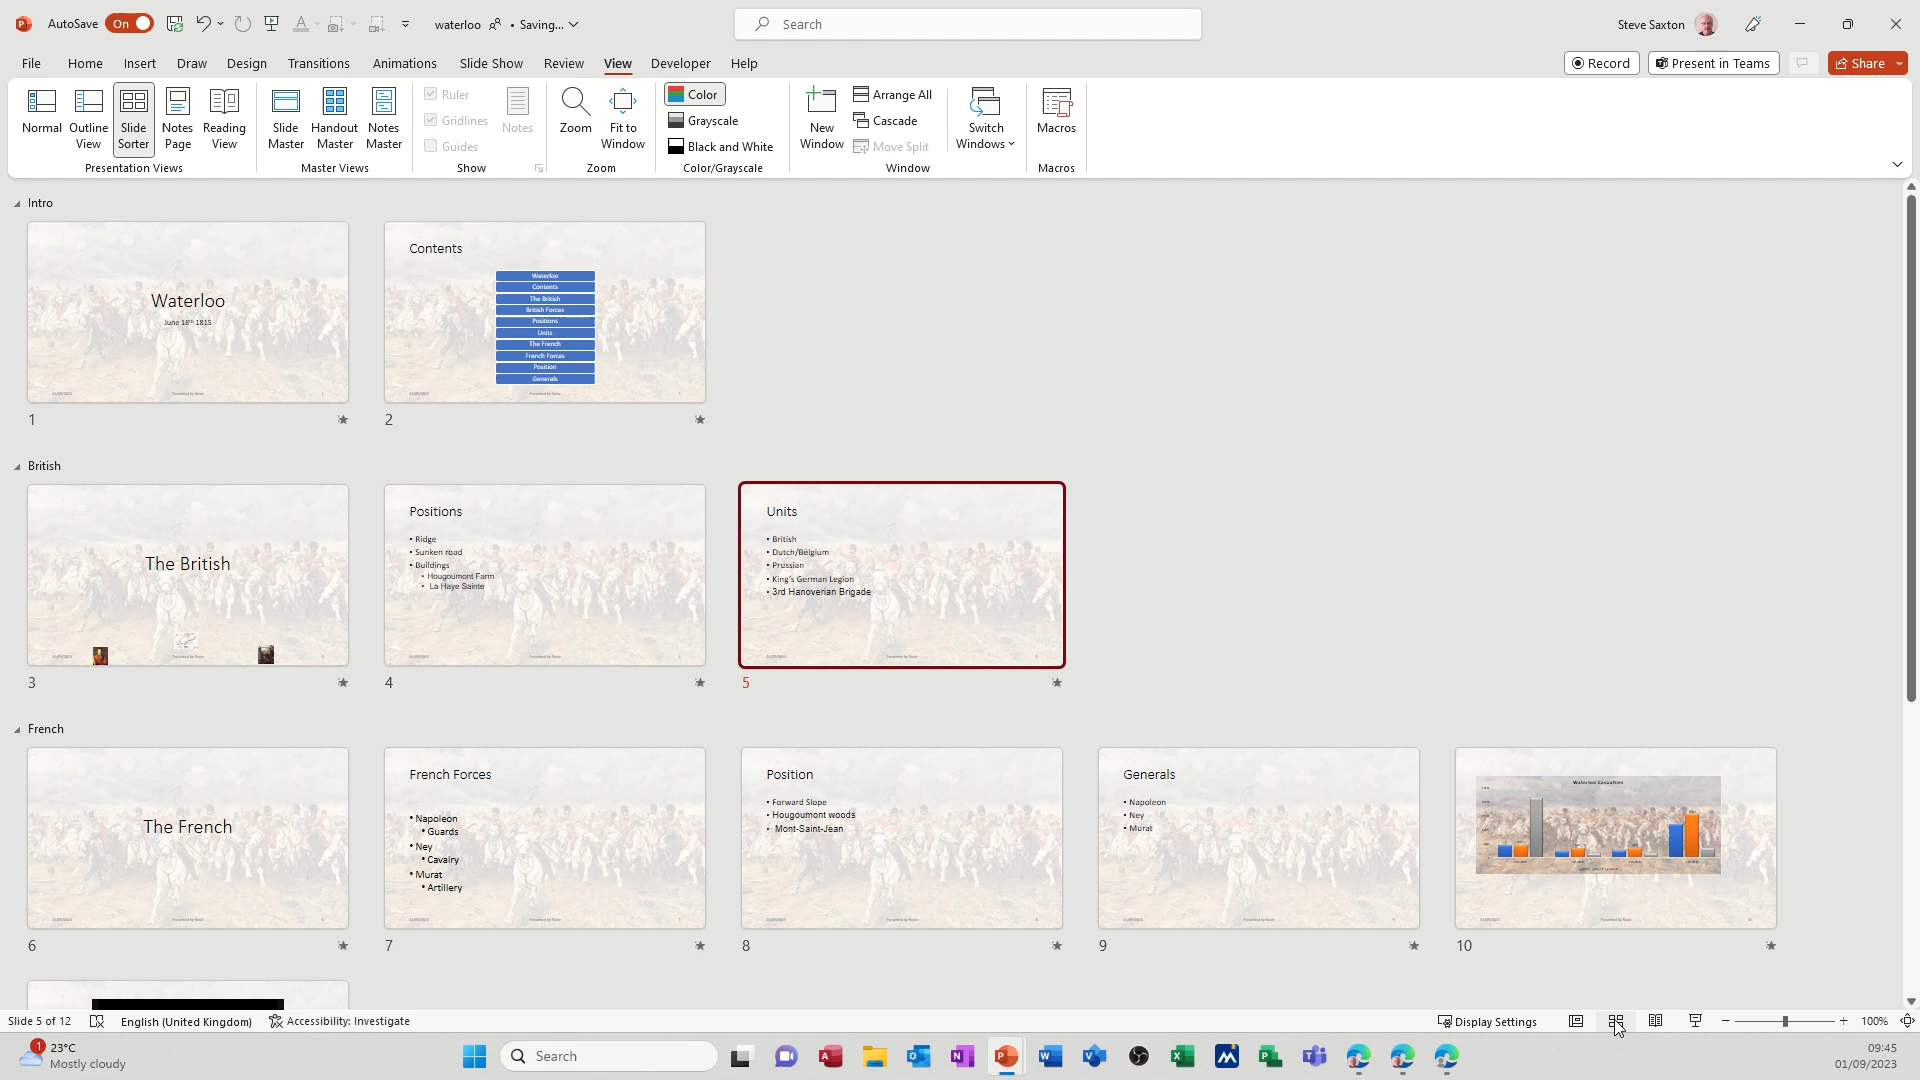 AutoSave On waterloo • Saving... Search Steve Saxton
File Home Insert Draw Design Transitions Animations Slide Show Review View Developer Help Record Present in Teams Share
Normal Outline View Slide Sorter Notes Page Reading View
Presentation Views
Slide Master Handout Master Notes Master
Master Views
Ruler
Gridlines
Guides
Notes
Show
Zoom Fit to Window
Zoom
Color
Grayscale
Black and White
Color/Grayscale
New Window
Arrange All
Cascade
Move Split
Switch Windows
Window
Macros
Macros
Intro
Waterloo
June 18th 1815
1
Contents
Waterloo
Contents
The British
British Forces
Positions
Units
The French
French Forces
Position
Generals
2
British
The British
3
Positions
• Ridge
• Sunken road
• Buildings
• Hougoumont Farm
• La Haye Sainte
4
Units
• British
• Dutch/Belgium
• Prussian
• King's German Legion
• 3rd Hanoverian Brigade
5
French
The French
6
French Forces
• Napoleon
• Guards
• Ney
• Cavalry
• Murat
• Artillery
7
Position
• Forward Slope
• Hougoumont woods
• Mont-Saint-Jean
8
Generals
• Napoleon
• Ney
• Murat
9
Waterloo Casualties
10
Slide 5 of 12 English (United Kingdom) Accessibility: Investigate Display Settings 100%
1
23°C
Mostly cloudy
Search
09:45
01/09/2023